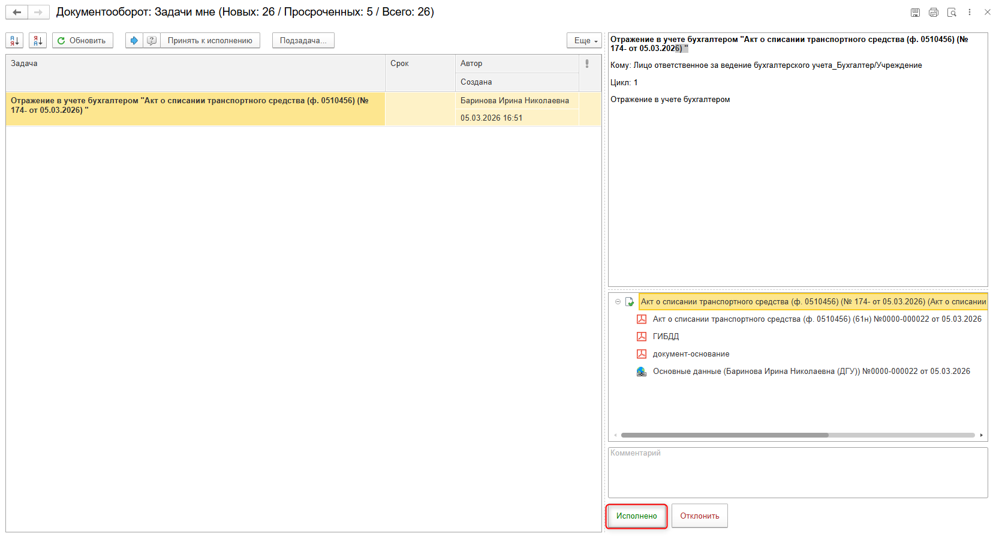 Документооборот: Задачи мне (Новых: 26 / Просроченных: 5 / Всего: 26)
Обновить
Принять к исполнению
Подзадача...
Еще
Задача
Срок
Автор
Создана
Отражение в учете бухгалтером "Акт о списании транспортного средства (ф. 0510456) (№
174- от 05.03.2026) "
Баринова Ирина Николаевна
05.03.2026 16:51
Отражение в учете бухгалтером "Акт о списании транспортного средства (ф. 0510456) (№
174- от 05.03.2026) "
Кому: Лицо ответственное за ведение бухгалтерского учета_Бухгалтер/Учреждение
Цикл: 1
Отражение в учете бухгалтером
Акт о списании транспортного средства (ф. 0510456) (№ 174- от 05.03.2026) (Акт о списании
Акт о списании транспортного средства (ф. 0510456) (61н) №0000-000022 от 05.03.2026
ГИБДД
документ-основание
Основные данные (Баринова Ирина Николаевна (ДГУ)) №0000-000022 от 05.03.2026
Комментарий
Исполнено
Отклонить